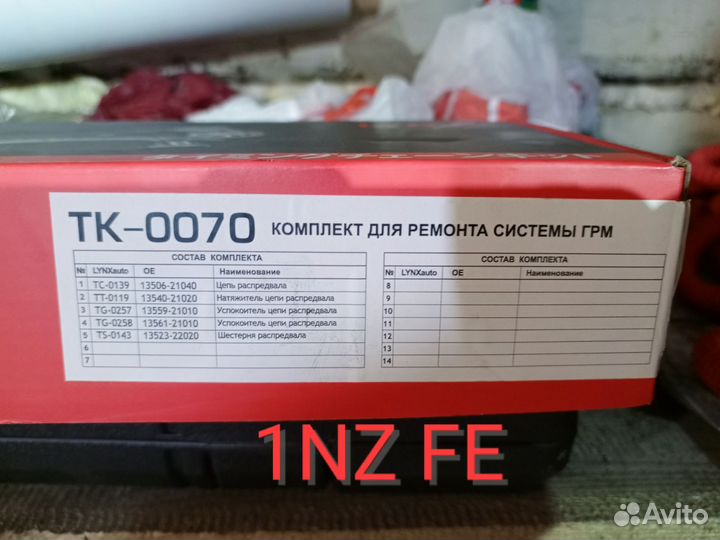 TK-0070 КОМПЛЕКТ ДЛЯ РЕМОНТА СИСТЕМЫ ГРМ
СОСТАВ КОМПЛЕКТА
№ LYNXauto OE Наименование
1 TC-0139 13506-21040 Цепь распредвала
2 TT-0119 13540-21020 Натяжитель цепи распредвала
3 TG-0257 13559-21010 Успокоитель цепи распредвала
4 TG-0258 13561-21010 Успокоитель цепи распредвала
5 TS-0143 13523-22020 Шестерня распредвала
6
7
СОСТАВ КОМПЛЕКТА
№ LYNXauto OE Наименование
8
9
10
11
12
13
14
1NZ FE
Avito